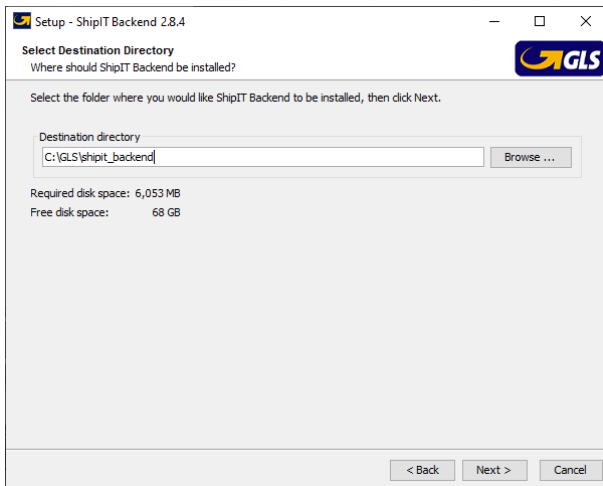 Setup - ShipIT Backend 2.8.4
Select Destination Directory
Where should ShipIT Backend be installed?
GLS
Select the folder where you would like ShipIT Backend to be installed, then click Next.
Destination directory
C:\GLS\shipit_backend
Browse ...
Required disk space: 6,053 MB
Free disk space: 68 GB
< Back Next > Cancel